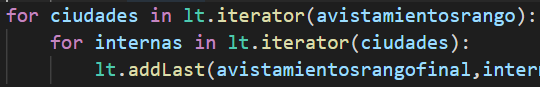 for ciudades in lt.iterator(avistamientosrango):
for internas in lt.iterator(ciudades):
lt.addLast(avistamientosrangofinal,inter